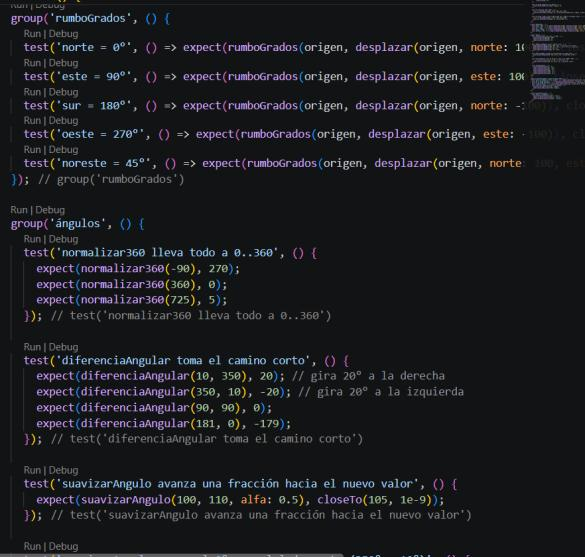 Run | Debug
group('rumboGrados', () {
Run | Debug
test('norte = 0°', () => expect(rumboGrados(origen, desplazar(origen, norte: 10
Run | Debug
test('este = 90°', () => expect(rumboGrados(origen, desplazar(origen, este: 100
Run | Debug
test('sur = 180°', () => expect(rumboGrados(origen, desplazar(origen, norte: -100)), clo
Run | Debug
test('oeste = 270°', () => expect(rumboGrados(origen, desplazar(origen, este: -100)), cl
Run | Debug
test('noreste = 45°', () => expect(rumboGrados(origen, desplazar(origen, norte: 100, est
}); // group('rumboGrados')
Run | Debug
group('ángulos', () {
Run | Debug
test('normalizar360 lleva todo a 0..360', () {
expect(normalizar360(-90), 270);
expect(normalizar360(360), 0);
expect(normalizar360(725), 5);
}); // test('normalizar360 lleva todo a 0..360')
Run | Debug
test('diferenciaAngular toma el camino corto', () {
expect(diferenciaAngular(10, 350), 20); // gira 20° a la derecha
expect(diferenciaAngular(350, 10), -20); // gira 20° a la izquierda
expect(diferenciaAngular(90, 90), 0);
expect(diferenciaAngular(181, 0), -179);
}); // test('diferenciaAngular toma el camino corto')
Run | Debug
test('suavizarAngulo avanza una fracción hacia el nuevo valor', () {
expect(suavizarAngulo(100, 110, alfa: 0.5), closeTo(105, 1e-9));
}); // test('suavizarAngulo avanza una fracción hacia el nuevo valor')
Run | Debug